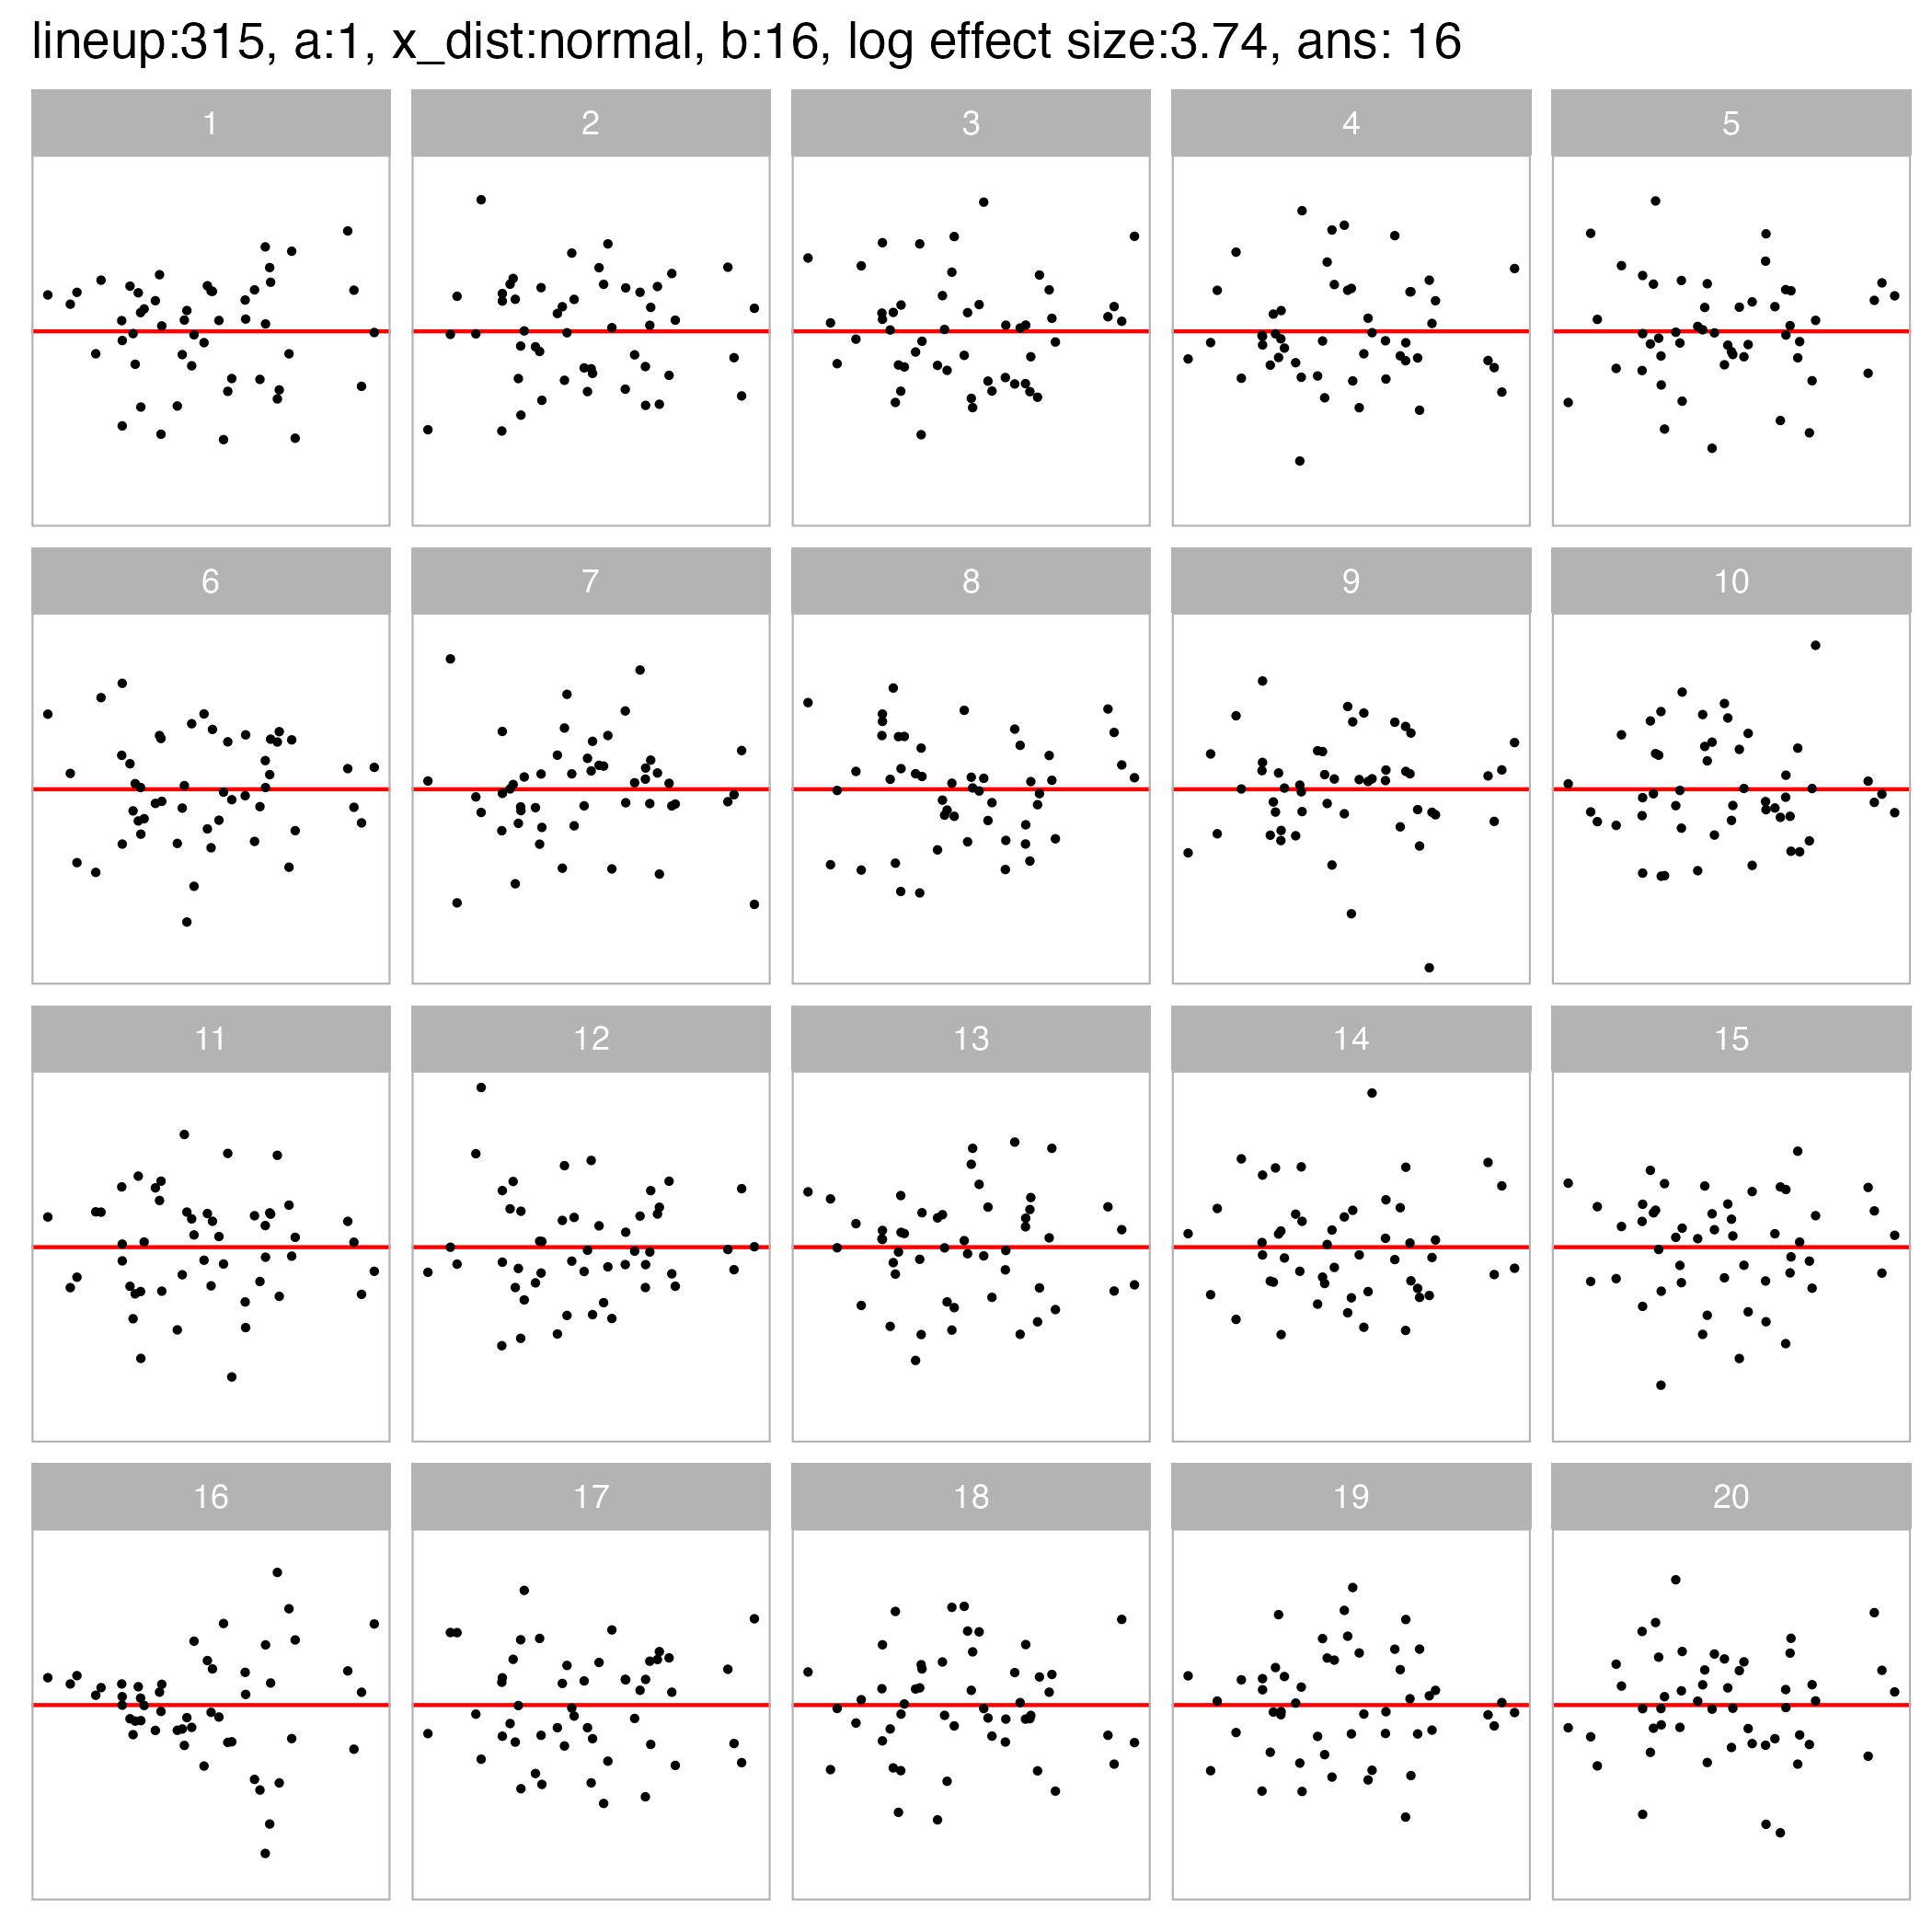 lineup:315, a:1, x_dist:normal, b:16, log effect size:3.74, ans: 16
1 2 3 4 5
6 7 8 9 10
11 12 13 14 15
16 17 18 19 20